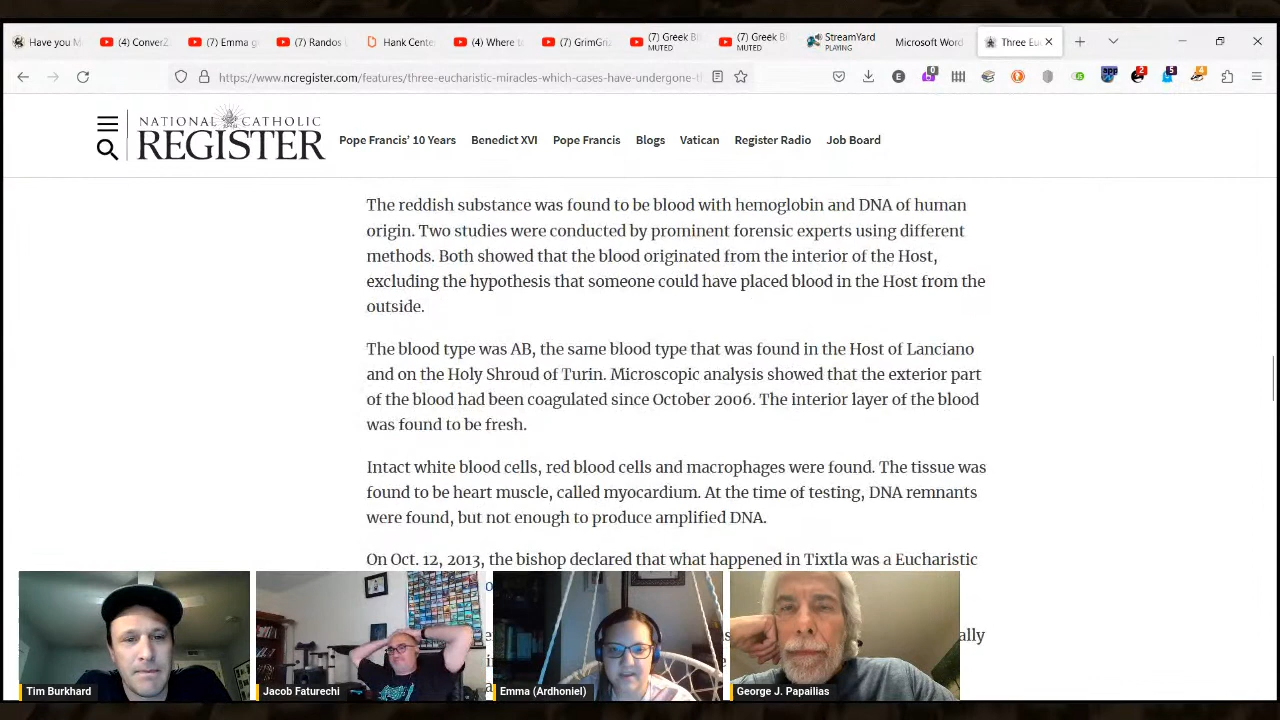 Have you M
(4) ConverZ
(7) Emma g
(7) Randos
Hank Cente
(4) Where t
(7) GrimGri
(7) Greek B
MUTED
(7) Greek B
MUTED
StreamYard
PLAYING
Microsoft Word
Three Euc
https://www.ncregister.com/features/three-eucharistic-miracles-which-cases-have-undergone-t
NATIONAL CATHOLIC
REGISTER
Pope Francis' 10 Years
Benedict XVI
Pope Francis
Blogs
Vatican
Register Radio
Job Board
The reddish substance was found to be blood with hemoglobin and DNA of human
origin. Two studies were conducted by prominent forensic experts using different
methods. Both showed that the blood originated from the interior of the Host,
excluding the hypothesis that someone could have placed blood in the Host from the
outside.
The blood type was AB, the same blood type that was found in the Host of Lanciano
and on the Holy Shroud of Turin. Microscopic analysis showed that the exterior part
of the blood had been coagulated since October 2006. The interior layer of the blood
was found to be fresh.
Intact white blood cells, red blood cells and macrophages were found. The tissue was
found to be heart muscle, called myocardium. At the time of testing, DNA remnants
were found, but not enough to produce amplified DNA.
On Oct. 12, 2013, the bishop declared that what happened in Tixtla was a Eucharistic
ally
Tim Burkhard
Jacob Faturechi
Emma (Ardhoniel)
George J. Papailias